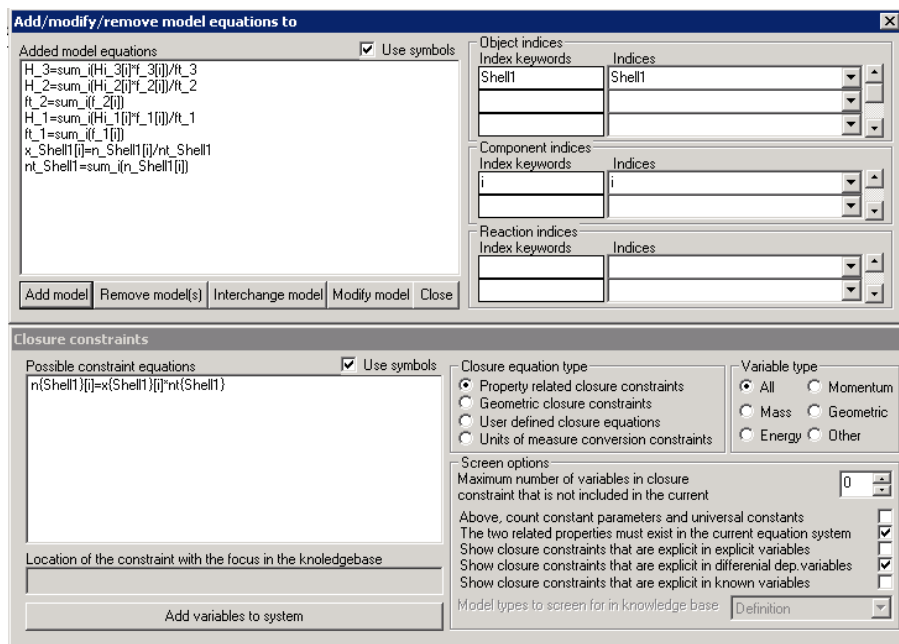 Add/modify/remove model equations to
Added model equations
Use symbols
H_3=sum_i(Hi_3[i]*f_3[i])/ft_3
H_2=sum_i(Hi_2[i]*f_2[i])/ft_2
ft_2=sum_i(f_2[i])
H_1=sum_i(Hi_1[i]*f_1[i])/ft_1
ft_1=sum_i(f_1[i])
x_Shell1[i]=n_Shell1[i]/nt_Shell1
nt_Shell1=sum_i(n_Shell1[i])
Add model Remove model(s) Interchange model Modify model Close
Object indices
Index keywords Indices
Shell1 Shell1
Component indices
Index keywords Indices
i i
Reaction indices
Index keywords Indices
Closure constraints
Possible constraint equations
Use symbols
n{Shell1}[i]=x{Shell1}[i]*nt{Shell1}
Location of the constraint with the focus in the knoledgebase
Add variables to system
Closure equation type
Property related closure constraints
Geometric closure constraints
User defined closure equations
Units of measure conversion constraints
Variable type
All Momentum
Mass Geometric
Energy Other
Screen options
Maximum number of variables in closure
constraint that is not included in the current
0
Above, count constant parameters and universal constants
The two related properties must exist in the current equation system
Show closure constraints that are explicit in explicit variables
Show closure constraints that are explicit in differenial dep.variables
Show closure constraints that are explicit in known variables
Model types to screen for in knowledge base Definition